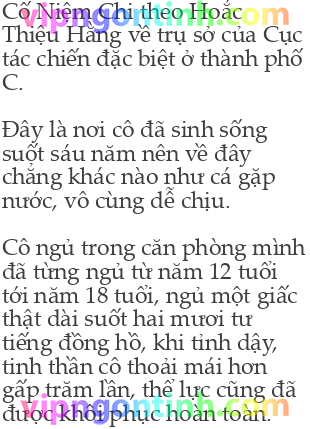 Cố Niệm Chi theo Hoắc
Thiệu Hằng về trụ sở của Cục
tác chiến đặc biệt ở thành phố
C.
Đây là nơi cô đã sinh sống
suốt sáu năm nên về đây
chẳng khác nào như cá gặp
nước, vô cùng dễ chịu.
Cô ngủ trong căn phòng mình
đã từng ngủ từ năm 12 tuổi
tới năm 18 tuổi, ngủ một giấc
thật dài suốt hai mươi tư
tiếng đồng hồ, khi tỉnh dậy,
tinh thần cô thoải mái hơn
gấp trăm lần, thể lực cũng đã
được khôi phục hoàn toàn.
vipngontinh.com
vipngontinh.com